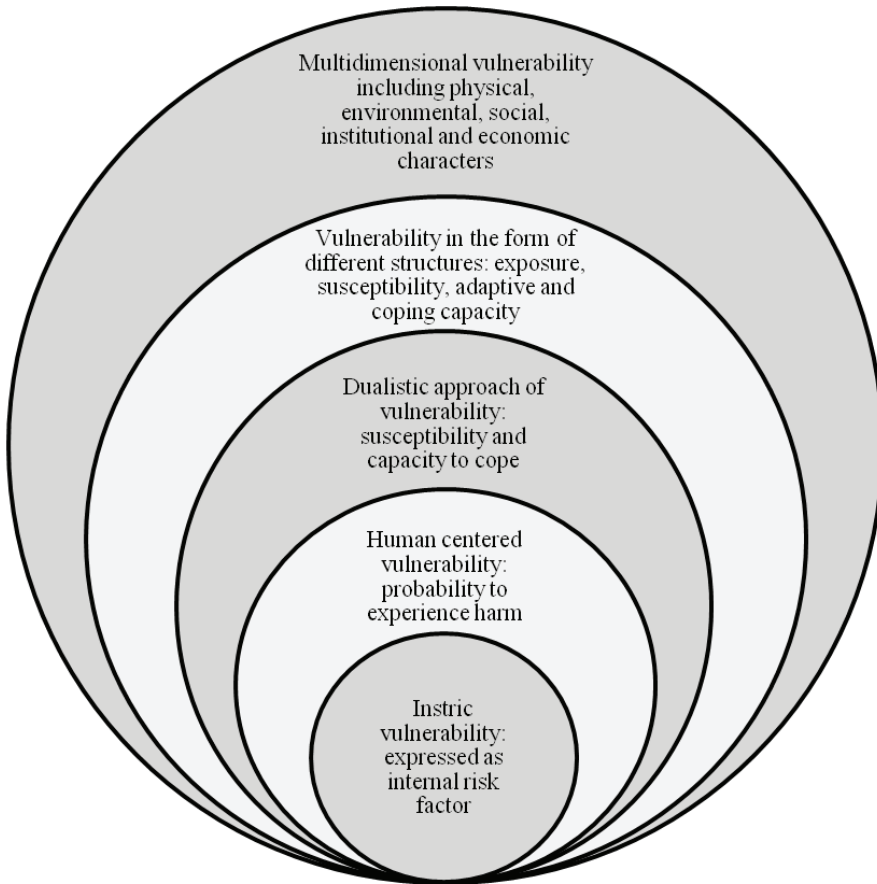 Multidimensional vulnerability
including physical,
environmental, social,
institutional and economic
characters
Vulnerability in the form of
different structures: exposure,
susceptibility, adaptive and
coping capacity
Dualistic approach of
vulnerability:
susceptibility and
capacity to cope
Human centered
vulnerability:
probability to
experience harm
Instric
vulnerability:
expressed as
internal risk
factor